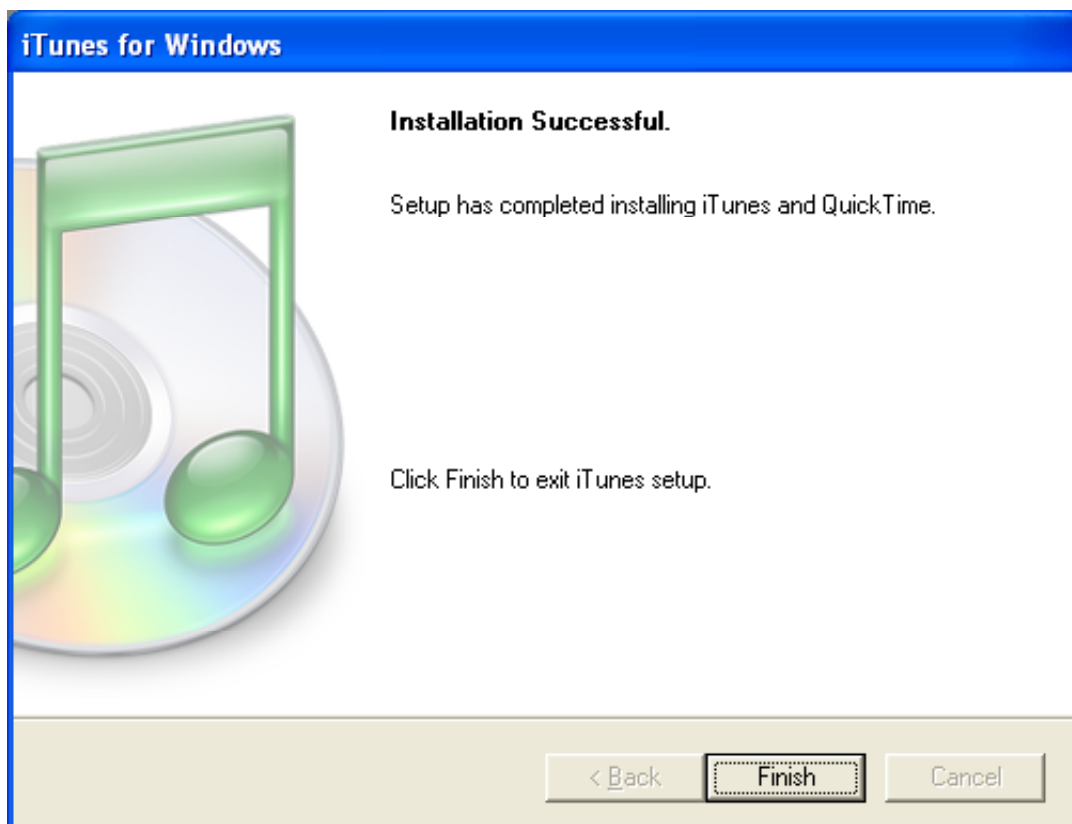 iTunes for Windows
Installation Successful.
Setup has completed installing iTunes and QuickTime.
Click Finish to exit iTunes setup.
< Back Finish Cancel